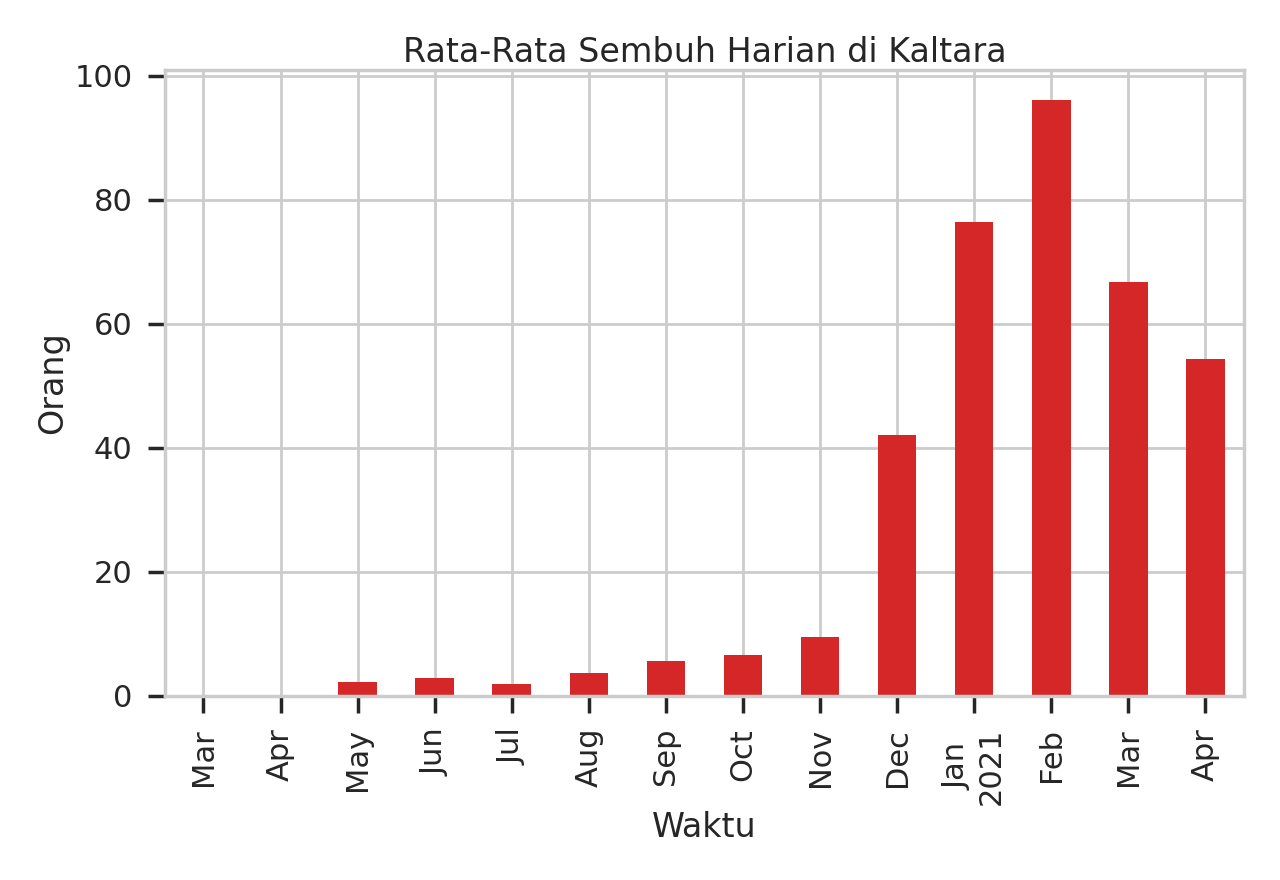 Rata-Rata Sembuh Harian di Kaltara
100
80
60
40
20
0
Orang
Mar
Apr
May
Jun
Jul
Aug
Sep
Oct
Nov
Dec
Jan
2021
Feb
Mar
Apr
Waktu